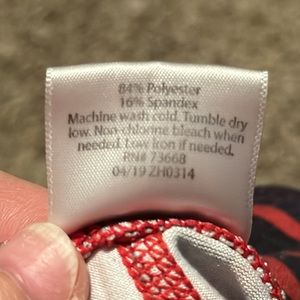 84% Polyester
16% Spandex
Machine wash cold. Tumble dry
low. Non-chlorine bleach when
needed. Low iron if needed.
RN# 73668
04/19 ZH0314